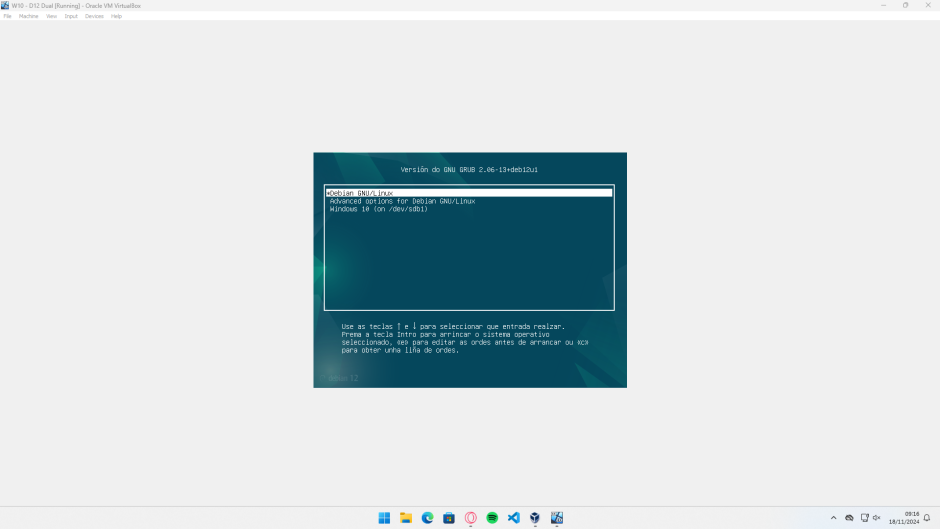 W10 - D12 Dual [Running] - Oracle VM VirtualBox
File Machine View Input Devices Help
Versión do GNU GRUB 2.06-13+deb12u1
*Debian GNU/Linux
Advanced options for Debian GNU/Linux
Windows 10 (on /dev/sdb1)
Use as teclas ↑ e ↓ para seleccionar que entrada realzar.
Prema a tecla Intro para arrincar o sistema operativo
seleccionado, «e» para editar as ordes antes de arrancar ou «c»
para obter unha liña de ordes.
09:16
18/11/2024